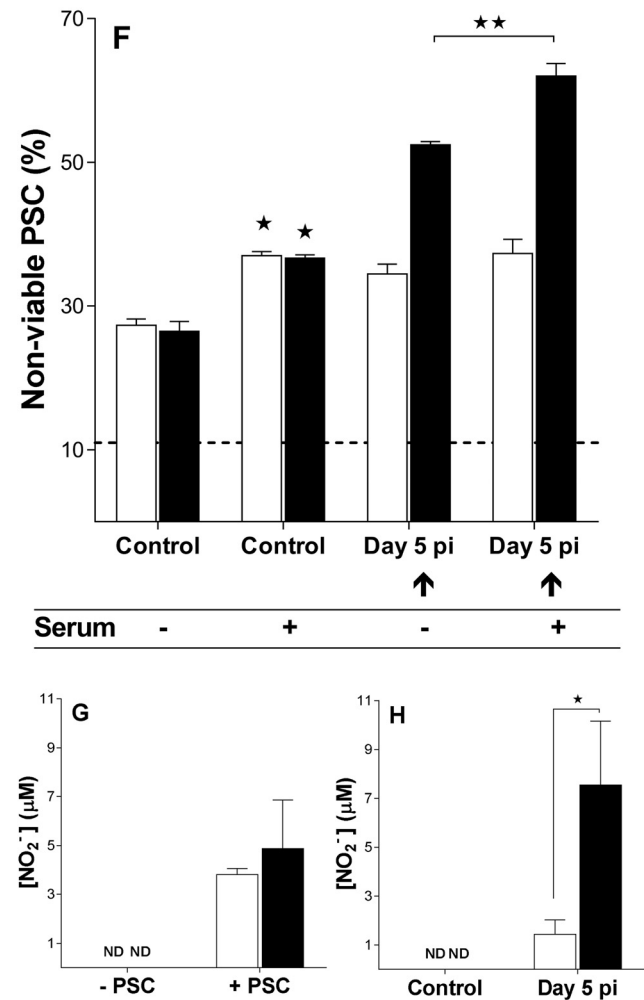 F
★★
70
50
30
10
Non-viable PSC (%)
★ ★
Control Control Day 5 pi Day 5 pi
Serum - + - +
G
11
9
7
5
3
1
[NO2-] (μM)
ND ND
- PSC + PSC
H
★
11
9
7
5
3
1
[NO2-] (μM)
ND ND
Control Day 5 pi